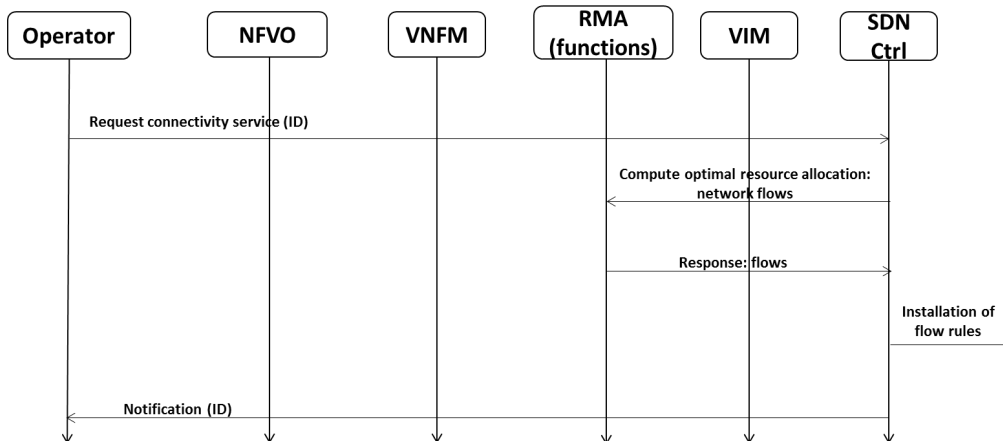 Operator
NFVO
VNFM
RMA
(functions)
VIM
SDN
Ctrl
Request connectivity service (ID)
Compute optimal resource allocation:
network flows
Response: flows
Installation of
flow rules
Notification (ID)